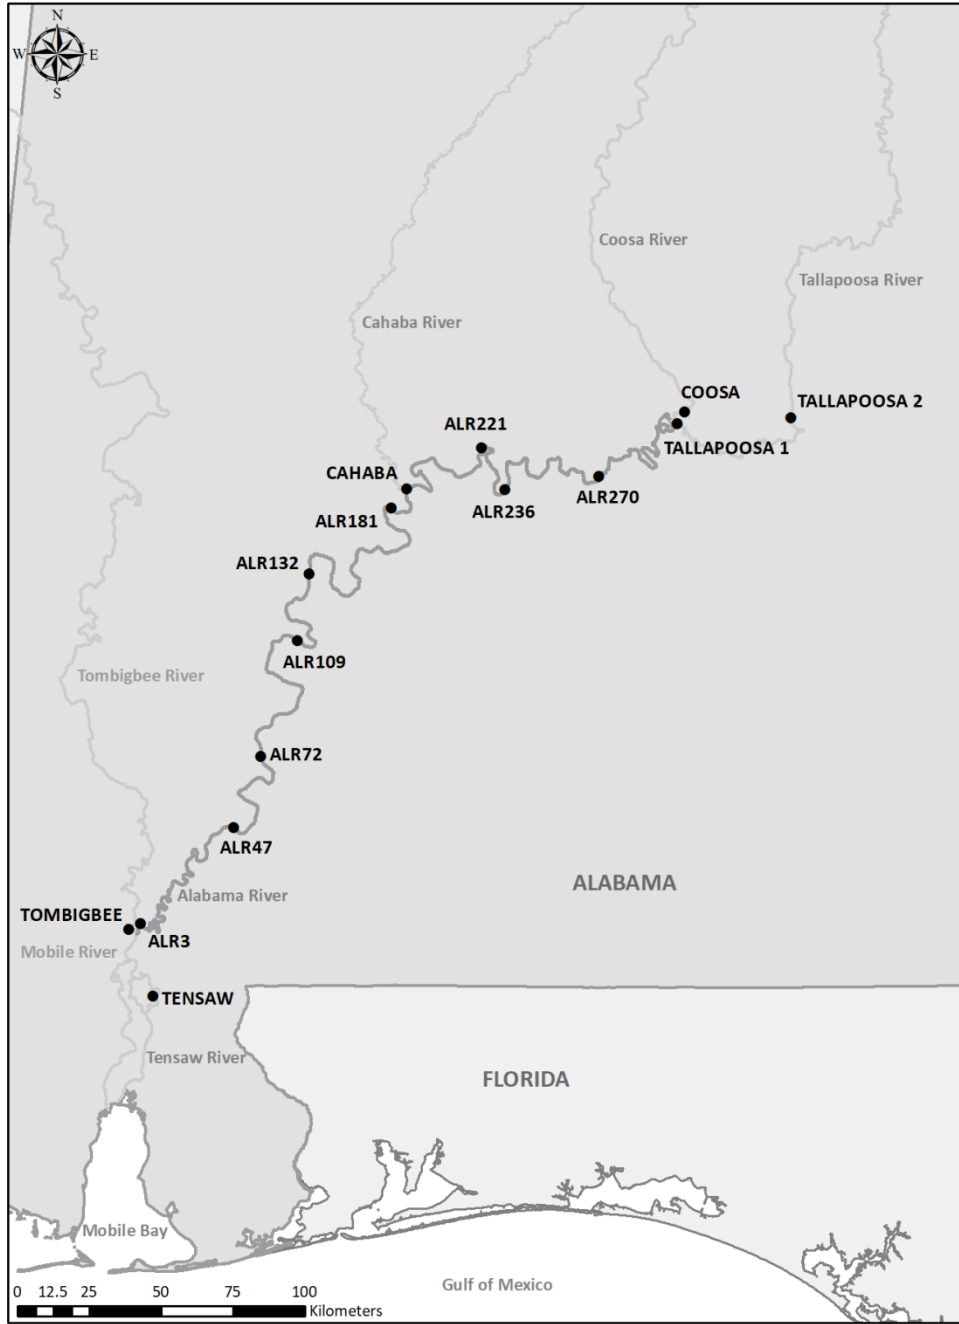 N
W E
S
Coosa River
Tallapoosa River
Cahaba River
COOSA
TALLAPOOSA 2
ALR221
TALLAPOOSA 1
CAHABA
ALR236
ALR270
ALR181
ALR132
ALR109
Tombigbee River
ALR72
ALR47
ALABAMA
Alabama River
TOMBIGBEE
ALR3
Mobile River
TENSAW
Tensaw River
FLORIDA
Mobile Bay
Gulf of Mexico
0 12.5 25 50 75 100
Kilometers